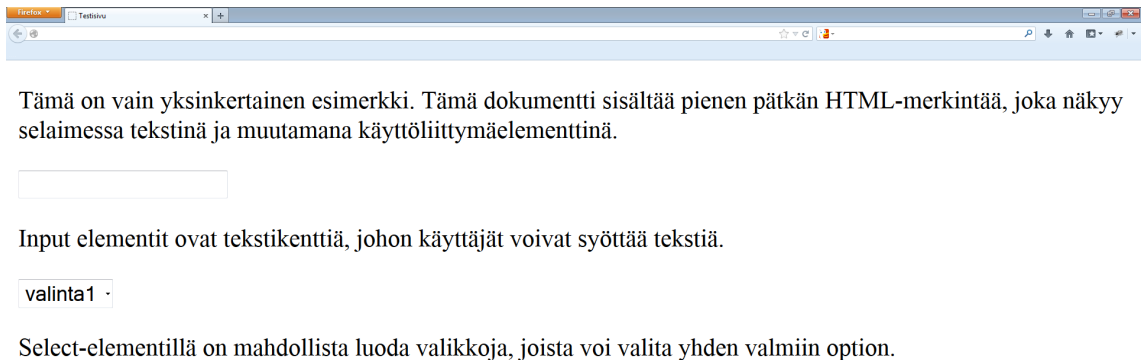 Firefox
Testisivu
Tämä on vain yksinkertainen esimerkki. Tämä dokumentti sisältää pienen pätkän HTML-merkintää, joka näkyy
selaimessa tekstinä ja muutamana käyttöliittymäelementtinä.
Input elementit ovat tekstikenttiä, johon käyttäjät voivat syöttää tekstiä.
valinta1
Select-elementillä on mahdollista luoda valikkoja, joista voi valita yhden valmiin option.